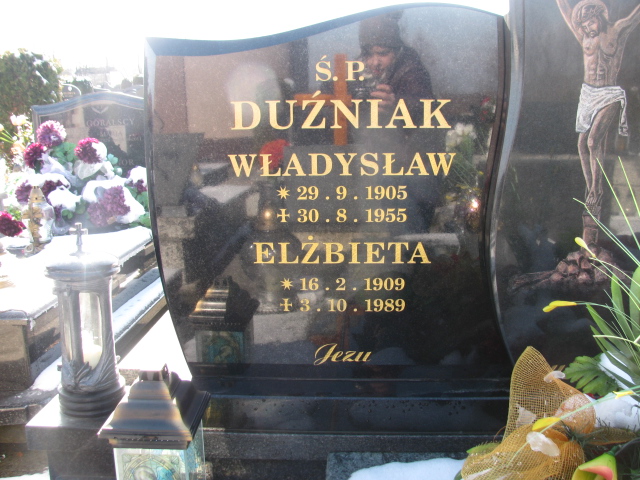 Ś.P.
DUŹNIAK
WŁADYSŁAW
✶ 29.9.1905
✝ 30.8.1955
ELŻBIETA
✶ 16.2.1909
✝ 3.10.1989
Jezu